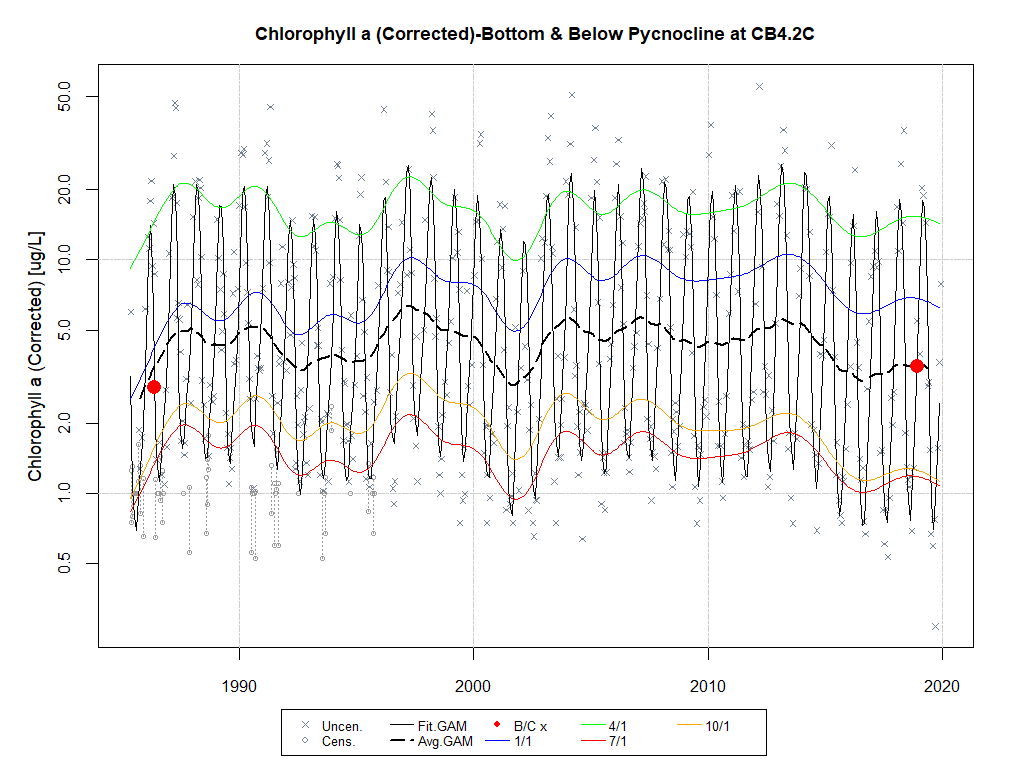 Chlorophyll a (Corrected)-Bottom & Below Pycnocline at CB4.2C
Chlorophyll a (Corrected) [ug/L]
50.0
20.0
10.0
5.0
2.0
1.0
0.5
1990 2000 2010 2020
Uncen. Fit.GAM B/C x 4/1 10/1
Cens. Avg.GAM 1/1 7/1